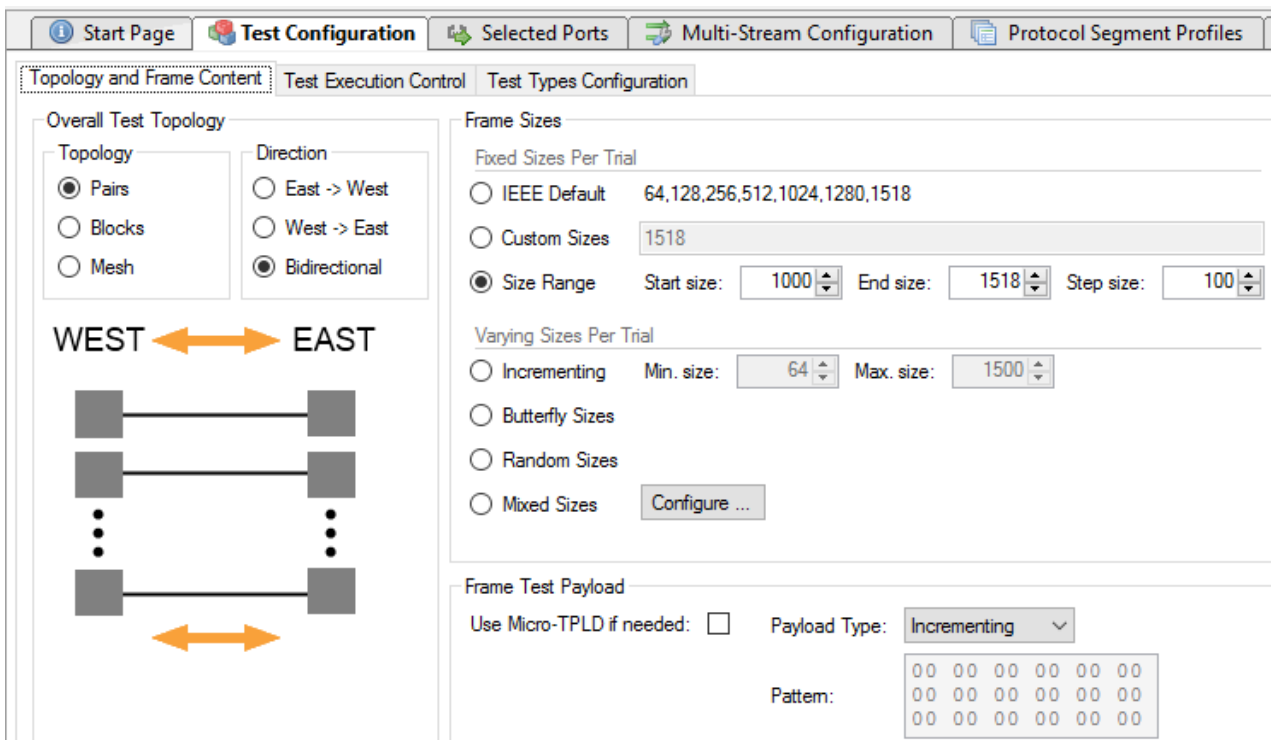 Start Page Test Configuration Selected Ports Multi-Stream Configuration Protocol Segment Profiles
Topology and Frame Content Test Execution Control Test Types Configuration
Overall Test Topology
Topology
Pairs
Blocks
Mesh
Direction
East -> West
West -> East
Bidirectional
WEST EAST
Frame Sizes
Fixed Sizes Per Trial
IEEE Default 64,128,256,512,1024,1280,1518
Custom Sizes 1518
Size Range Start size: 1000 End size: 1518 Step size: 100
Varying Sizes Per Trial
Incrementing Min. size: 64 Max. size: 1500
Butterfly Sizes
Random Sizes
Mixed Sizes Configure ...
Frame Test Payload
Use Micro-TPLD if needed: Payload Type: Incrementing
Pattern:
00 00 00 00 00 00
00 00 00 00 00 00
00 00 00 00 00 00